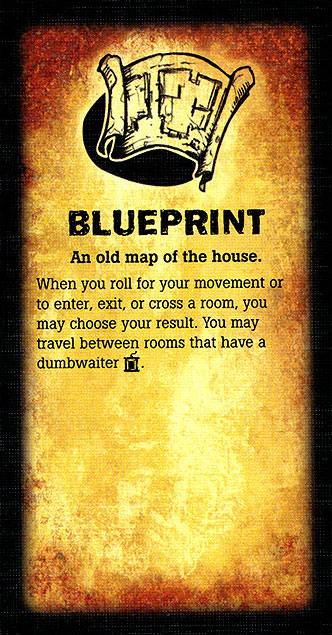 BLUEPRINT
An old map of the house.
When you roll for your movement or
to enter, exit, or cross a room, you
may choose your result. You may
travel between rooms that have a
dumbwaiter .